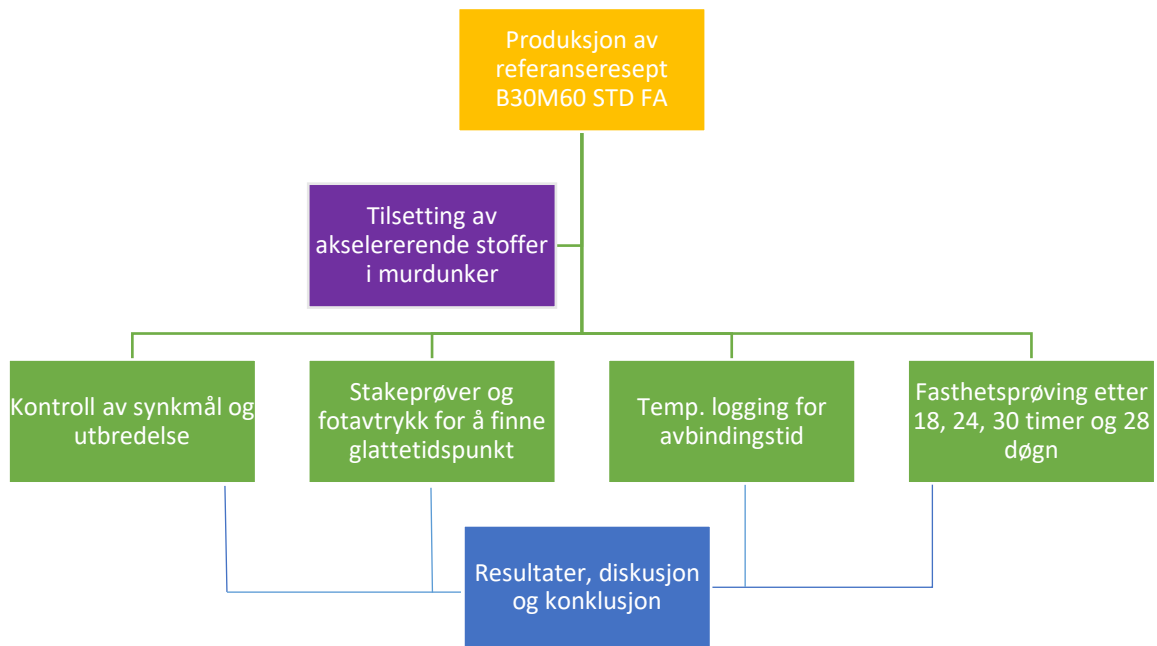 Produksjon av
referanseresept
B30M60 STD FA
Tilsetting av
akselererende stoffer
i murdunker
Kontroll av synkmål og
utbredelse
Stakeprøver og
fotavtrykk for å finne
glattetidspunkt
Temp. logging for
avbindingstid
Fasthetsprøving etter
18, 24, 30 timer og 28
døgn
Resultater, diskusjon
og konklusjon